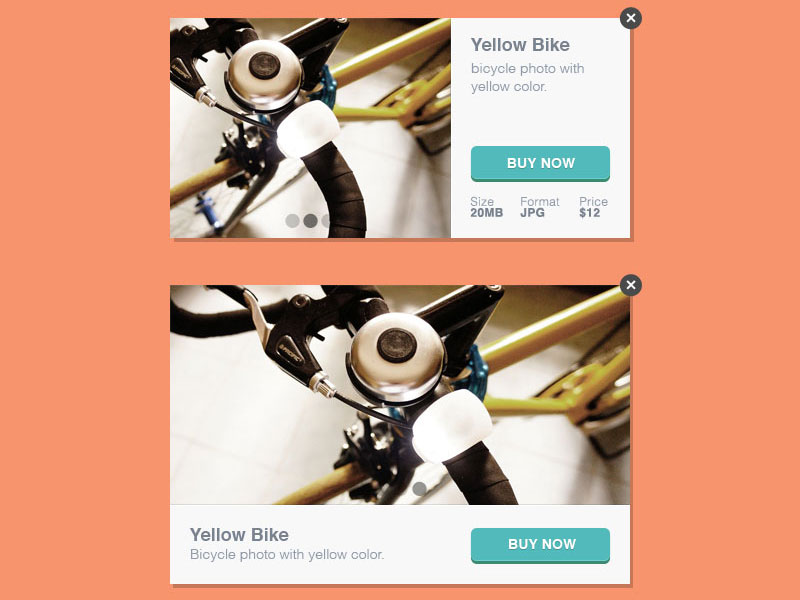 Yellow Bike
bicycle photo with
yellow color.
BUY NOW
Size Format Price
20MB JPG $12
Yellow Bike
Bicycle photo with yellow color.
BUY NOW